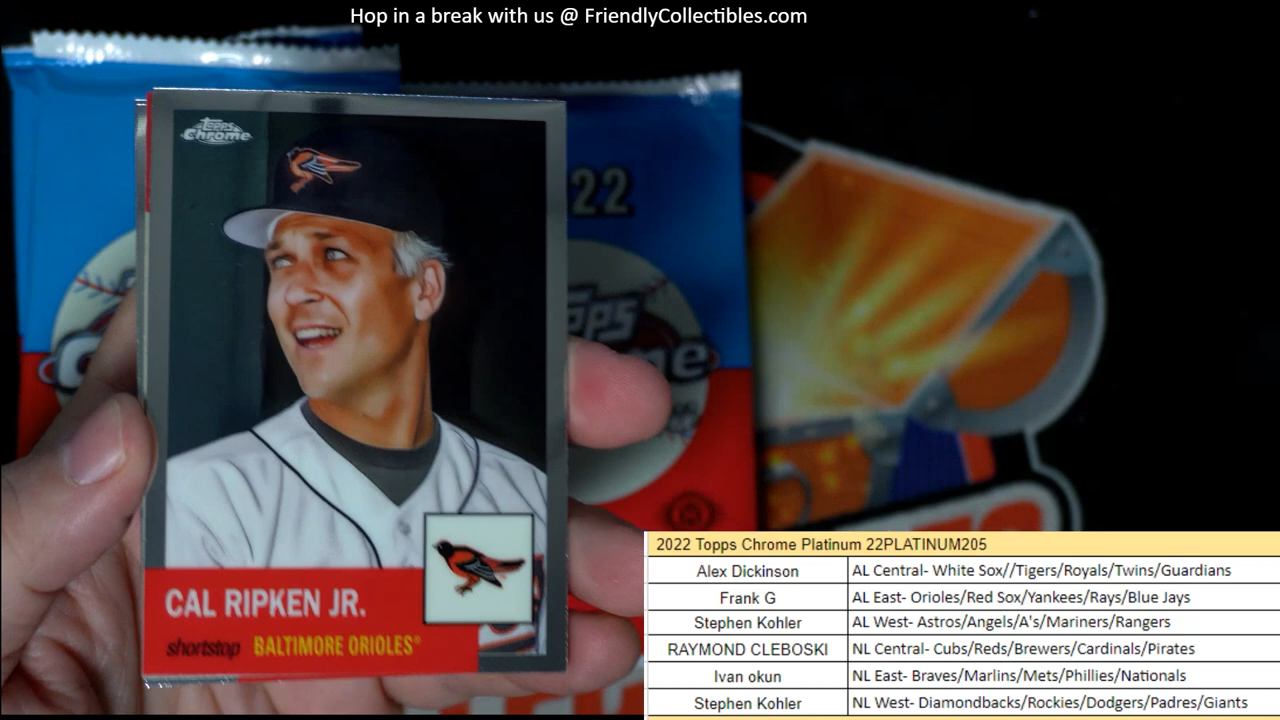 Hop in a break with us @ FriendlyCollectibles.com
Topps
Chrome
22
CAL RIPKEN JR.
shortstop BALTIMORE ORIOLES®
2022 Topps Chrome Platinum 22PLATINUM205
Alex Dickinson AL Central- White Sox//Tigers/Royals/Twins/Guardians
Frank G AL East- Orioles/Red Sox/Yankees/Rays/Blue Jays
Stephen Kohler AL West- Astros/Angels/A's/Mariners/Rangers
RAYMOND CLEBOSKI NL Central- Cubs/Reds/Brewers/Cardinals/Pirates
Ivan okun NL East- Braves/Marlins/Mets/Phillies/Nationals
Stephen Kohler NL West- Diamondbacks/Rockies/Dodgers/Padres/Giants